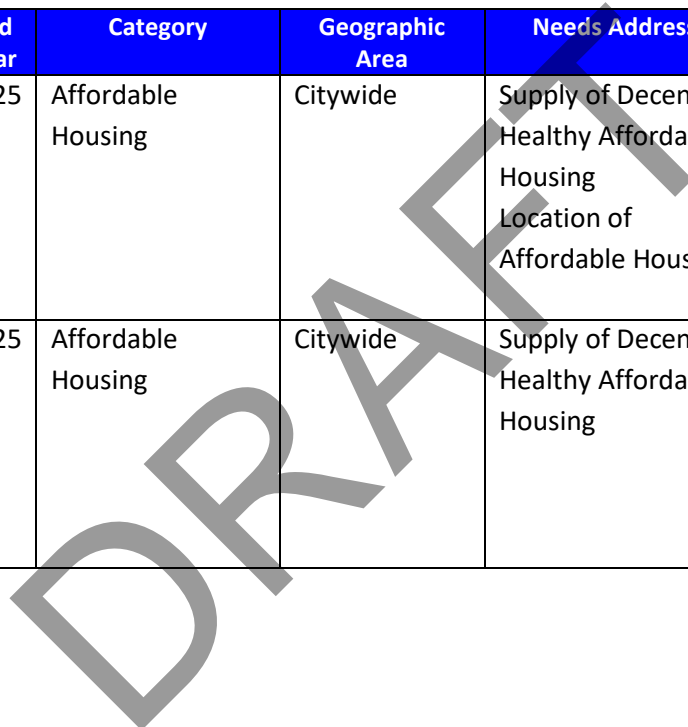 d Category Geographic Needs Address
ar Area
25 Affordable Citywide Supply of Decen
Housing Healthy Afforda
Housing
Location of
Affordable Hous
25 Affordable Citywide Supply of Decen
Housing Healthy Afforda
Housing
DRAFT